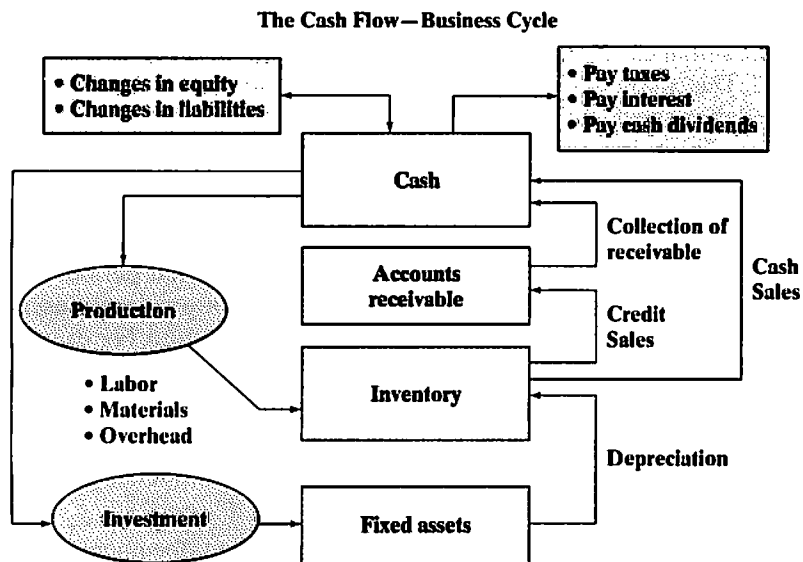 The Cash Flow—Business Cycle
• Changes in equity
• Changes in liabilities
• Pay taxes
• Pay interest
• Pay cash dividends
Cash
Collection of
receivable
Cash
Sales
Accounts
receivable
Credit
Sales
Production
• Labor
• Materials
• Overhead
Inventory
Depreciation
Investment
Fixed assets